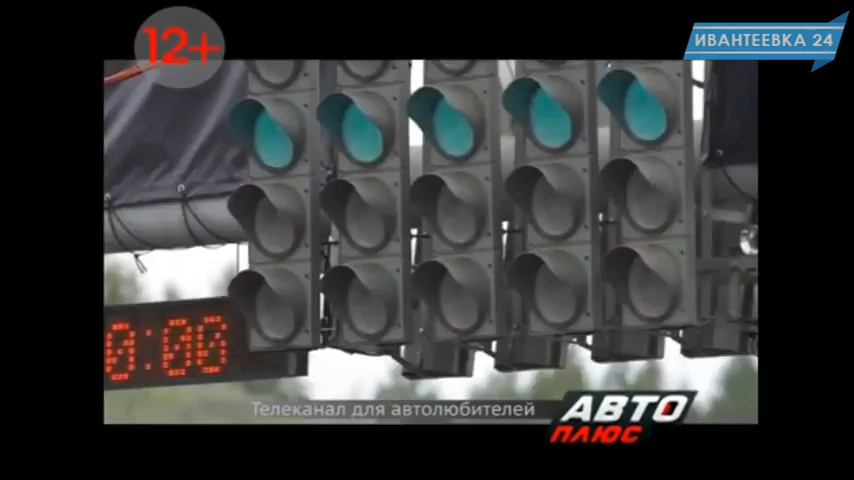 12+
ИВАНТЕЕВКА 24
0:00
Телеканал для автолюбителей
АВТО
ПЛЮС